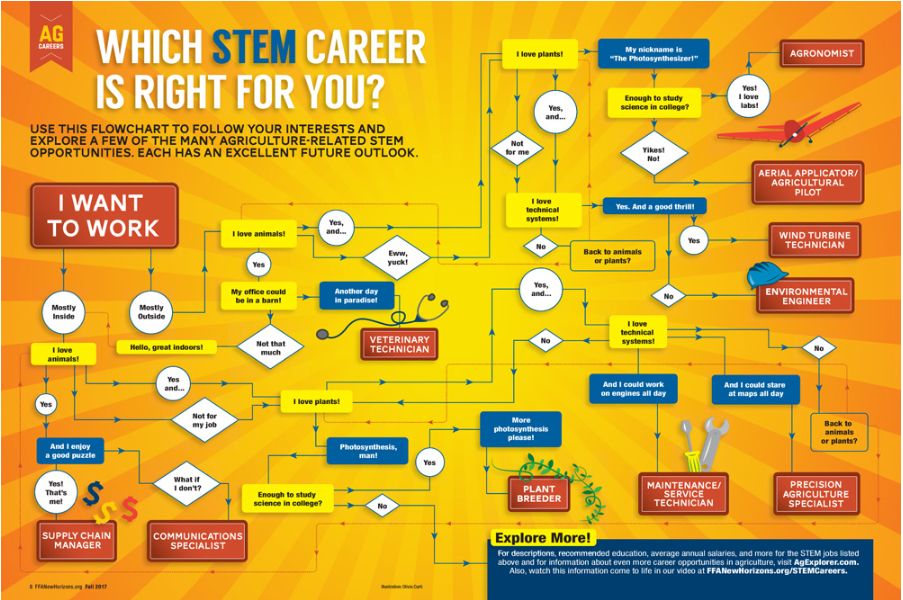 AG
CAREERS
WHICH STEM CAREER
IS RIGHT FOR YOU?
USE THIS FLOWCHART TO FOLLOW YOUR INTERESTS AND
EXPLORE A FEW OF THE MANY AGRICULTURE-RELATED STEM
OPPORTUNITIES. EACH HAS AN EXCELLENT FUTURE OUTLOOK.
I WANT
TO WORK
Mostly
Inside
Mostly
Outside
I love animals!
Yes,
and...
Eww,
yuck!
Yes
My office could
be in a barn!
Another day
in paradise!
VETERINARY
TECHNICIAN
Not that
much
Hello, great indoors!
I love plants!
My nickname is
"The Photosynthesizer!"
AGRONOMIST
Yes,
and...
Enough to study
science in college?
Yes!
I love
labs!
Not
for me
Yikes!
No!
AERIAL APPLICATOR/
AGRICULTURAL
PILOT
I love
technical
systems!
Yes. And a good thrill!
Yes
WIND TURBINE
TECHNICIAN
No
Back to animals
or plants?
No
ENVIRONMENTAL
ENGINEER
I love
animals!
Yes
and...
Yes
Not for
my job
And I enjoy
a good puzzle
Yes!
That's
me!
What if
I don't?
SUPPLY CHAIN
MANAGER
COMMUNICATIONS
SPECIALIST
I love plants!
Yes,
and...
No
Photosynthesis,
man!
Enough to study
science in college?
Yes
No
More
photosynthesis
please!
PLANT
BREEDER
I love
technical
systems!
No
And I could work
on engines all day
And I could stare
at maps all day
Back to
animals
or plants?
MAINTENANCE/
SERVICE
TECHNICIAN
PRECISION
AGRICULTURE
SPECIALIST
Explore More!
For descriptions, recommended education, average annual salaries, and more for the STEM jobs listed
above and for information about even more career opportunities in agriculture, visit AgExplorer.com.
Also, watch this information come to life in our video at FFANewHorizons.org/STEMCareers.
FFANewHorizons.org Fall 2017